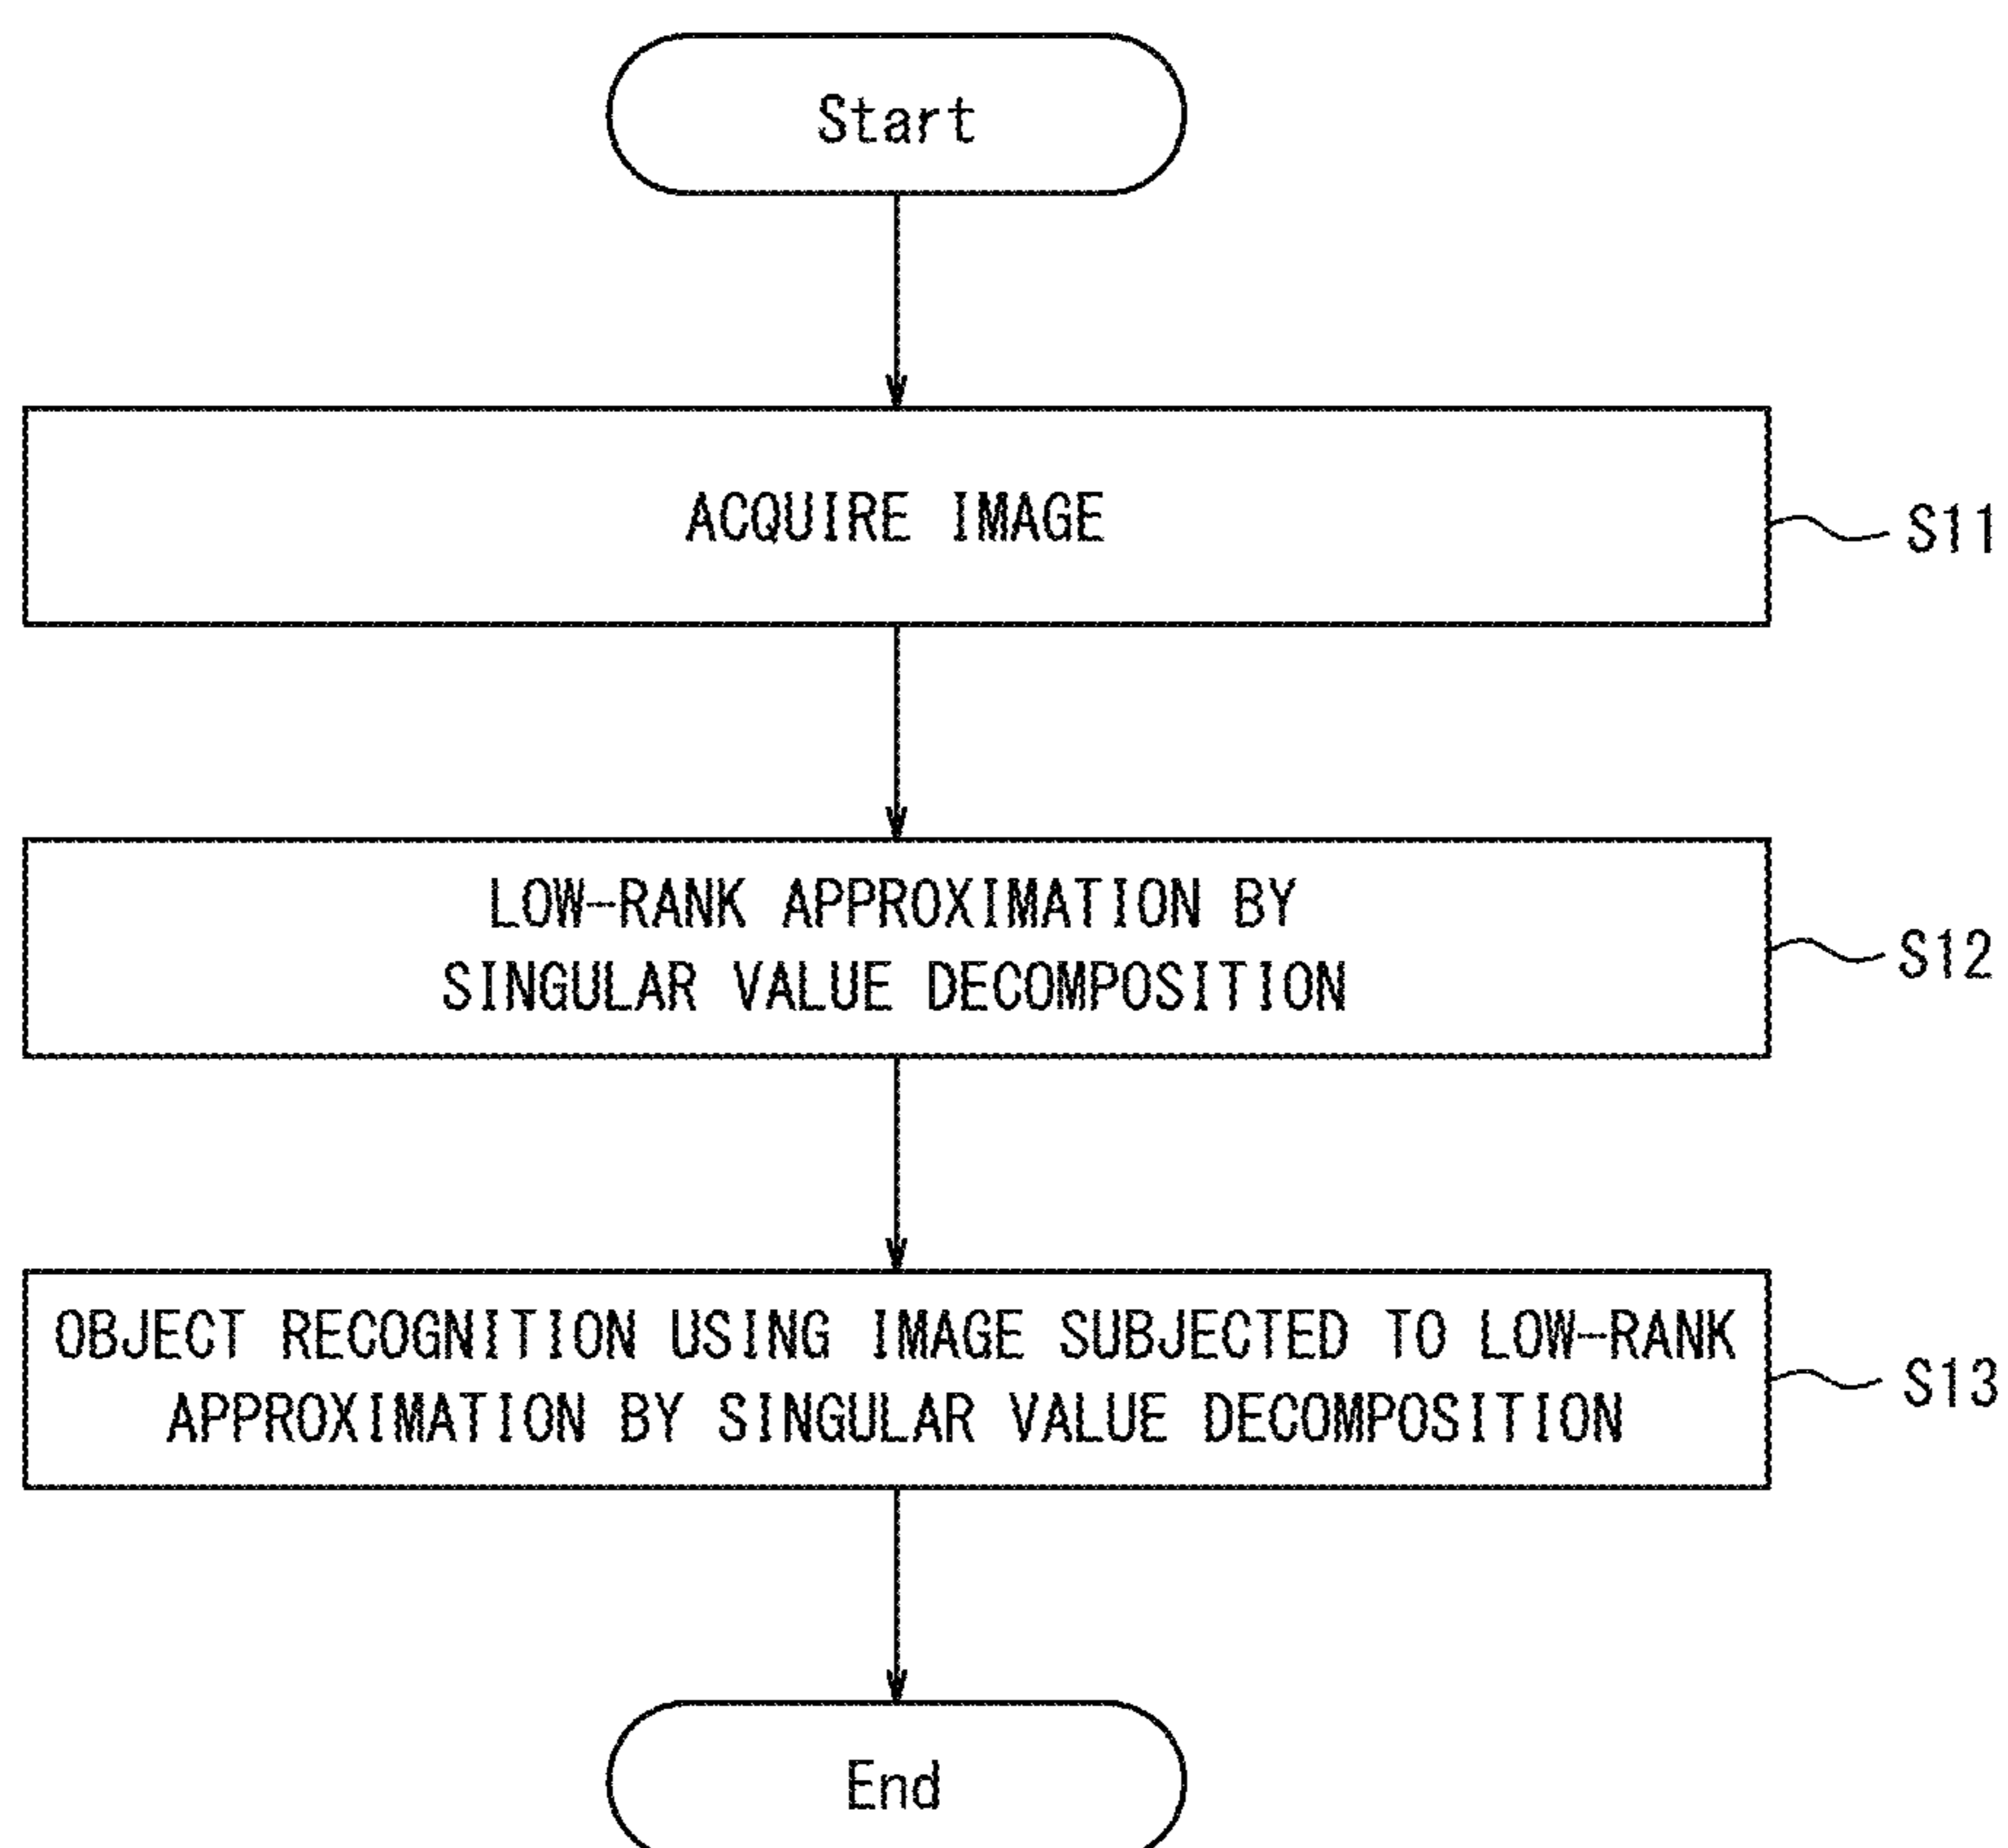 Start
ACQUIRE IMAGE
S11
LOW-RANK APPROXIMATION BY
SINGULAR VALUE DECOMPOSITION
S12
OBJECT RECOGNITION USING IMAGE SUBJECTED TO LOW-RANK
APPROXIMATION BY SINGULAR VALUE DECOMPOSITION
S13
End